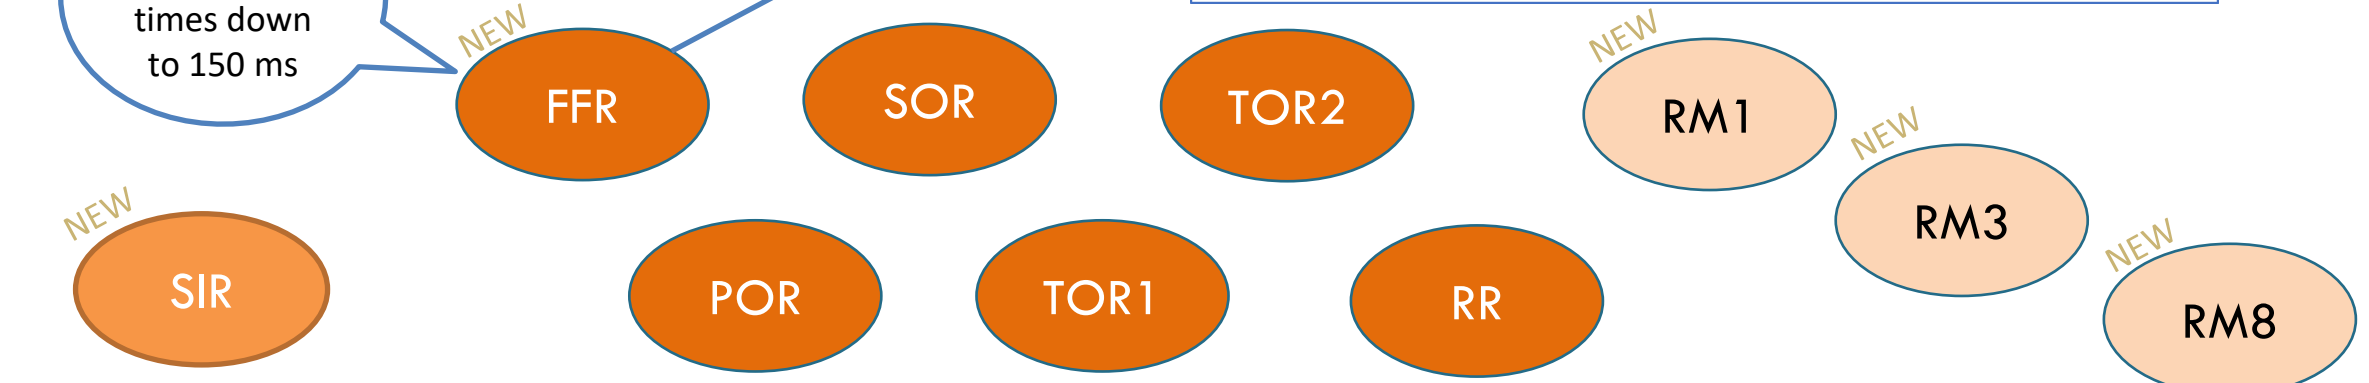 times down
to 150 ms
NEW
FFR
SOR
TOR2
NEW
RM1
NEW
RM3
NEW
RM8
NEW
SIR
POR
TOR1
RR